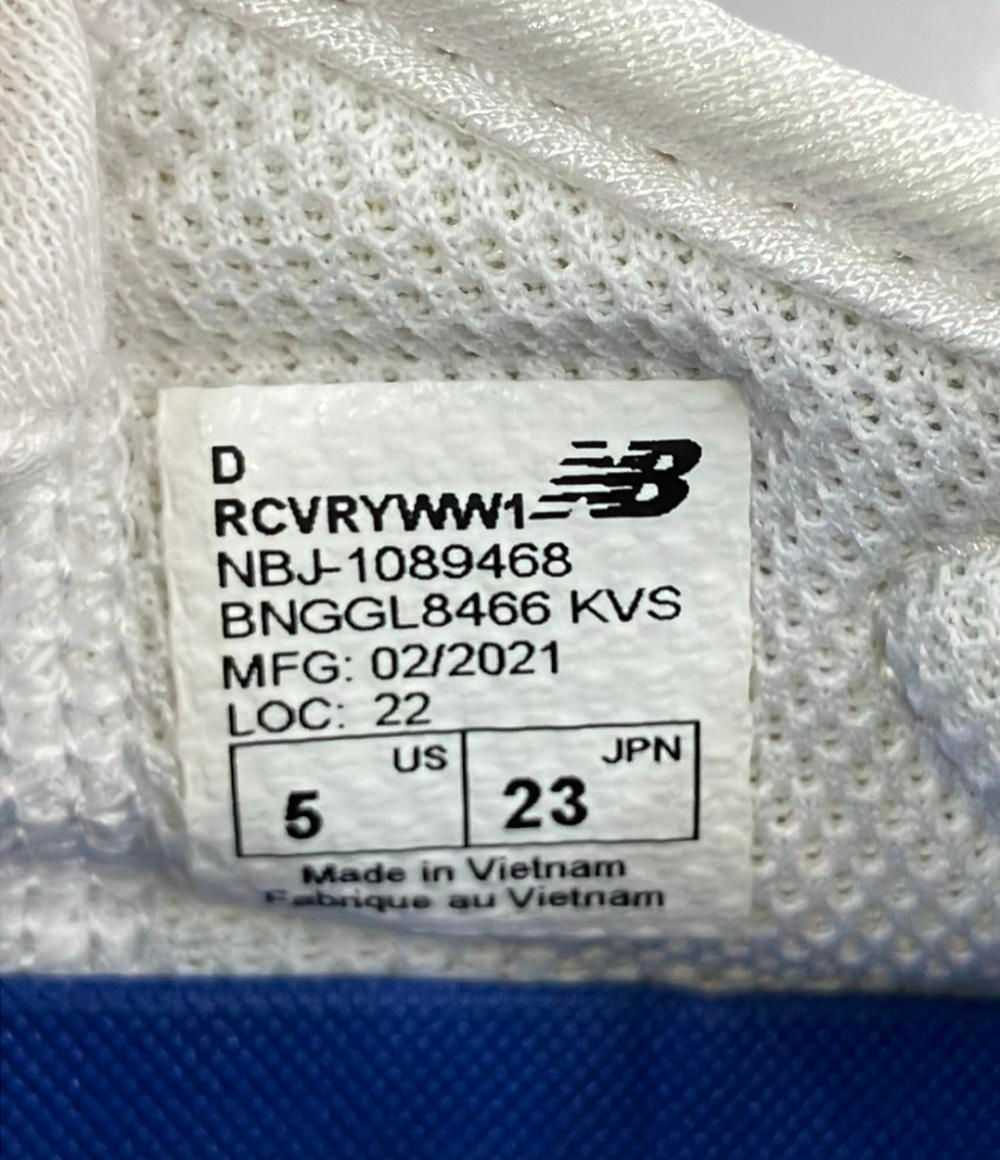 D
RCVRYWW1
NBJ-1089468
BNGGL8466 KVS
MFG: 02/2021
LOC: 22
US JPN
5 23
Made in Vietnam
Fabrique au Vietnam